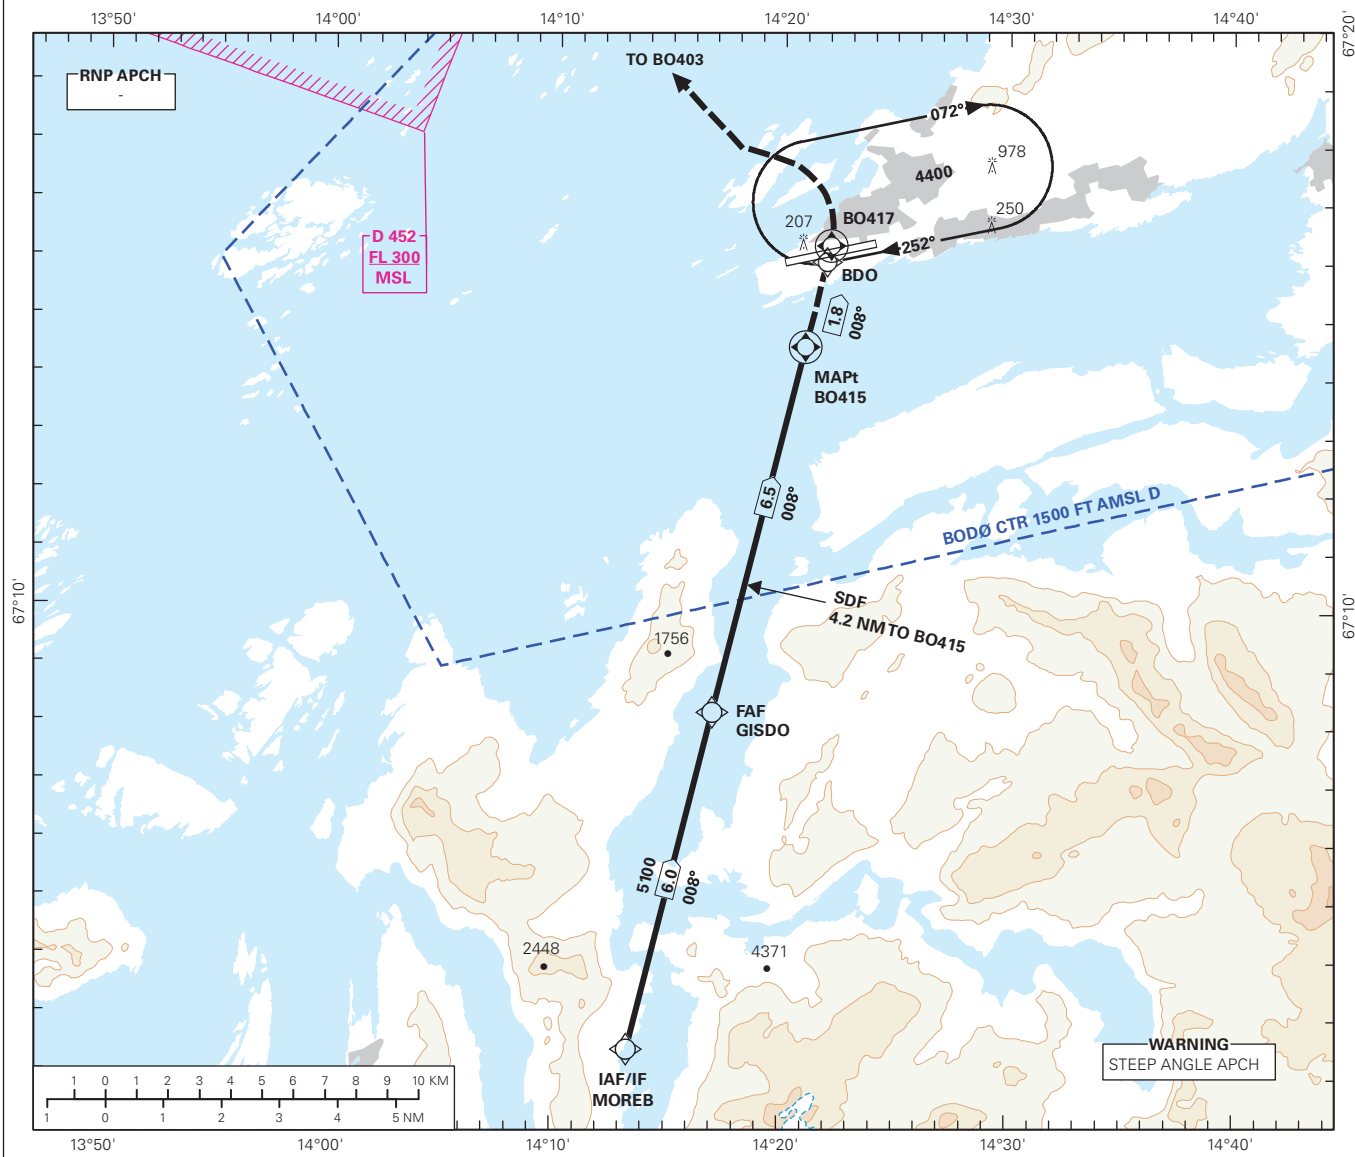 13°50'
14°00'
14°10'
14°20'
14°30'
14°40'
67°20'
RNP APCH
-
TO BO403
072°
978
4400
250
207
BO417
252°
BDO
D 452
FL 300
MSL
1.8
008°
MAPt
BO415
6.5
008°
BODØ CTR 1500 FT AMSL D
67°10'
67°10'
SDF
4.2 NM TO BO415
1756
FAF
GISDO
5100
6.0
008°
2448
4371
WARNING
STEEP ANGLE APCH
IAF/IF
MOREB
1 0 1 2 3 4 5 6 7 8 9 10 KM
1 0 1 2 3 4 5 NM
13°50'
14°00'
14°10'
14°20'
14°30'
14°40'